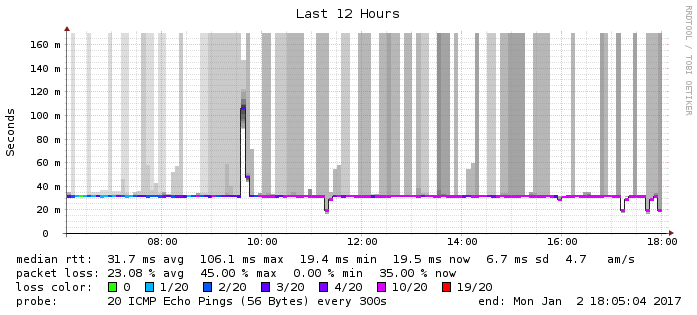 Last 12 Hours
RRDTOOL / TOBI OETIKER
Seconds
160 m
140 m
120 m
100 m
80 m
60 m
40 m
20 m
0
08:00 10:00 12:00 14:00 16:00 18:00
median rtt: 31.7 ms avg 106.1 ms max 19.4 ms min 19.5 ms now 6.7 ms sd 4.7 am/s
packet loss: 23.08 % avg 45.00 % max 0.00 % min 35.00 % now
loss color: 0 1/20 2/20 3/20 4/20 10/20 19/20
probe: 20 ICMP Echo Pings (56 Bytes) every 300s end: Mon Jan 2 18:05:04 2017